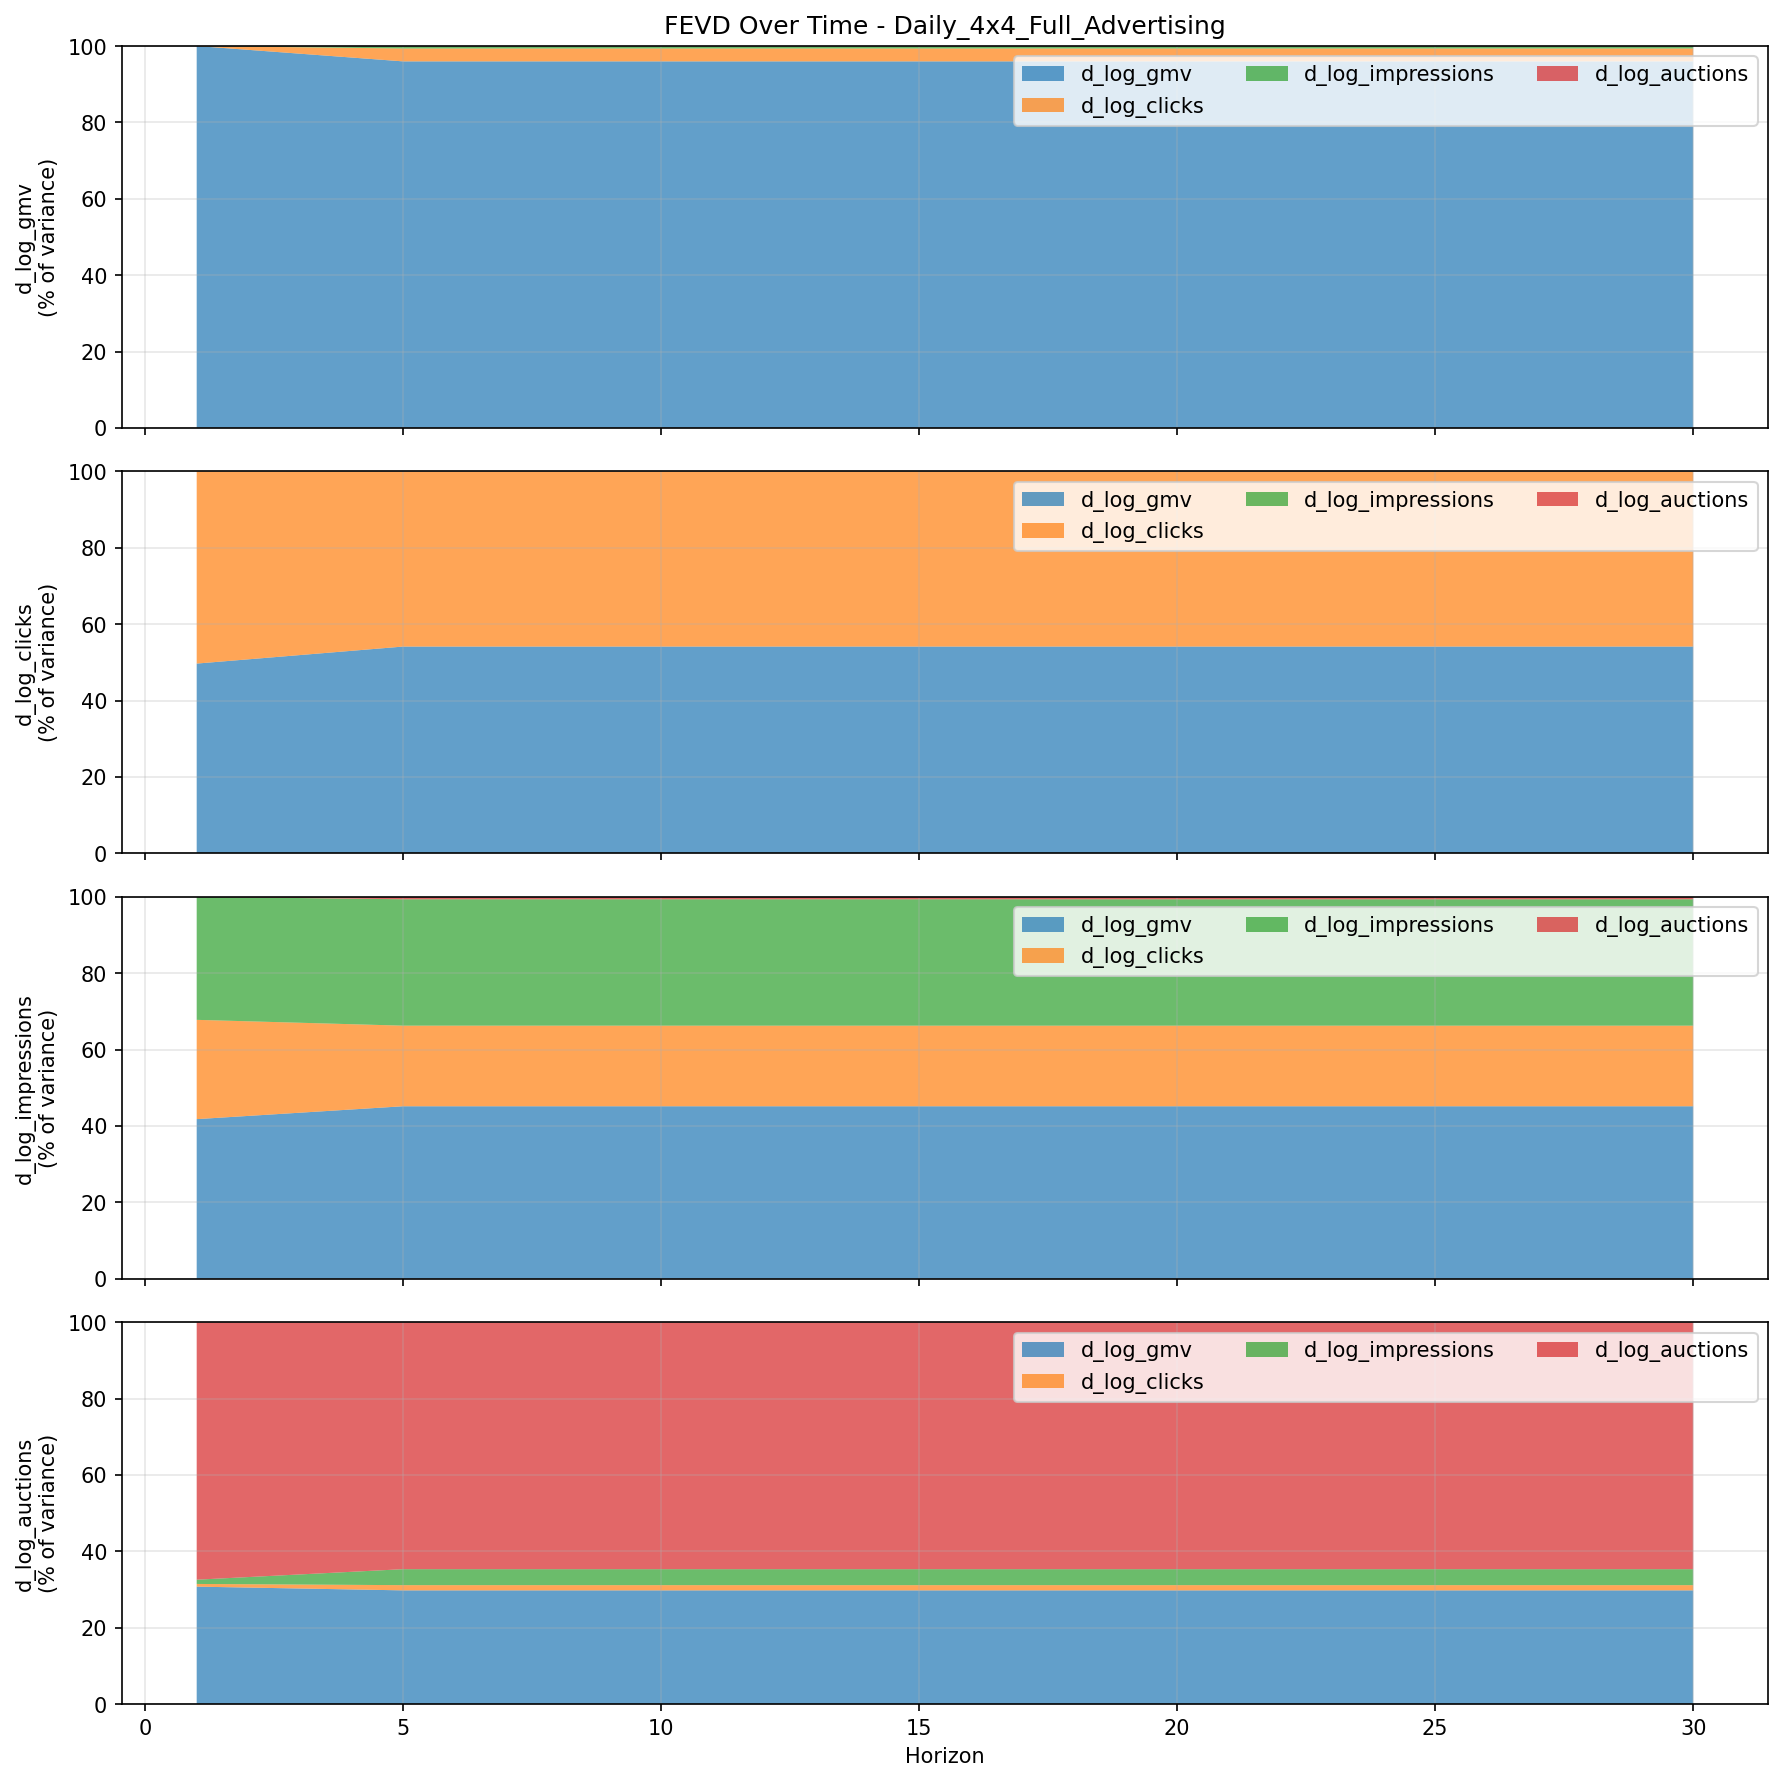 FEVD Over Time - Daily_4x4_Full_Advertising
100
80
60
40
20
0
d_log_gmv
(% of variance)
d_log_gmv d_log_impressions d_log_auctions
d_log_clicks
100
80
60
40
20
0
d_log_clicks
(% of variance)
d_log_gmv d_log_impressions d_log_auctions
d_log_clicks
100
80
60
40
20
0
d_log_impressions
(% of variance)
d_log_gmv d_log_impressions d_log_auctions
d_log_clicks
100
80
60
40
20
0
d_log_auctions
(% of variance)
d_log_gmv d_log_impressions d_log_auctions
d_log_clicks
0 5 10 15 20 25 30
Horizon